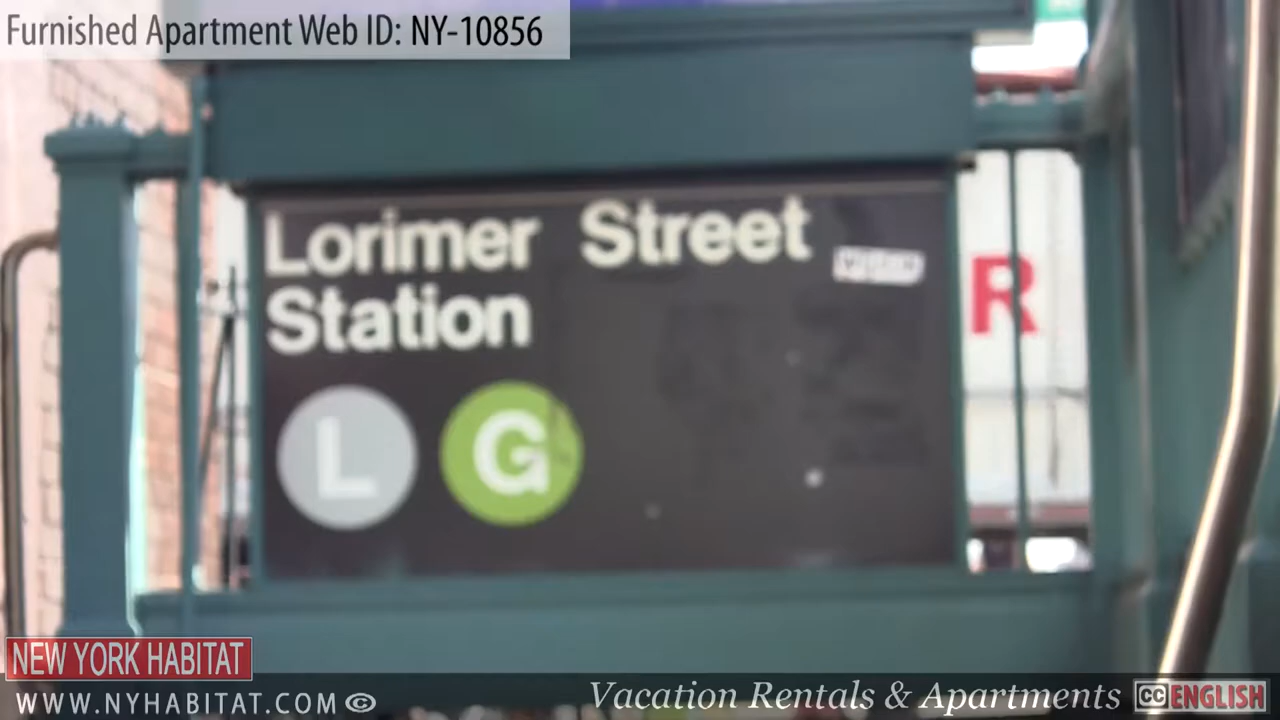 Furnished Apartment Web ID: NY-10856
Lorimer Street
Station
L G
R
NEW YORK HABITAT
WWW.NYHABITAT.COM ©
Vacation Rentals & Apartments
CC ENGLISH